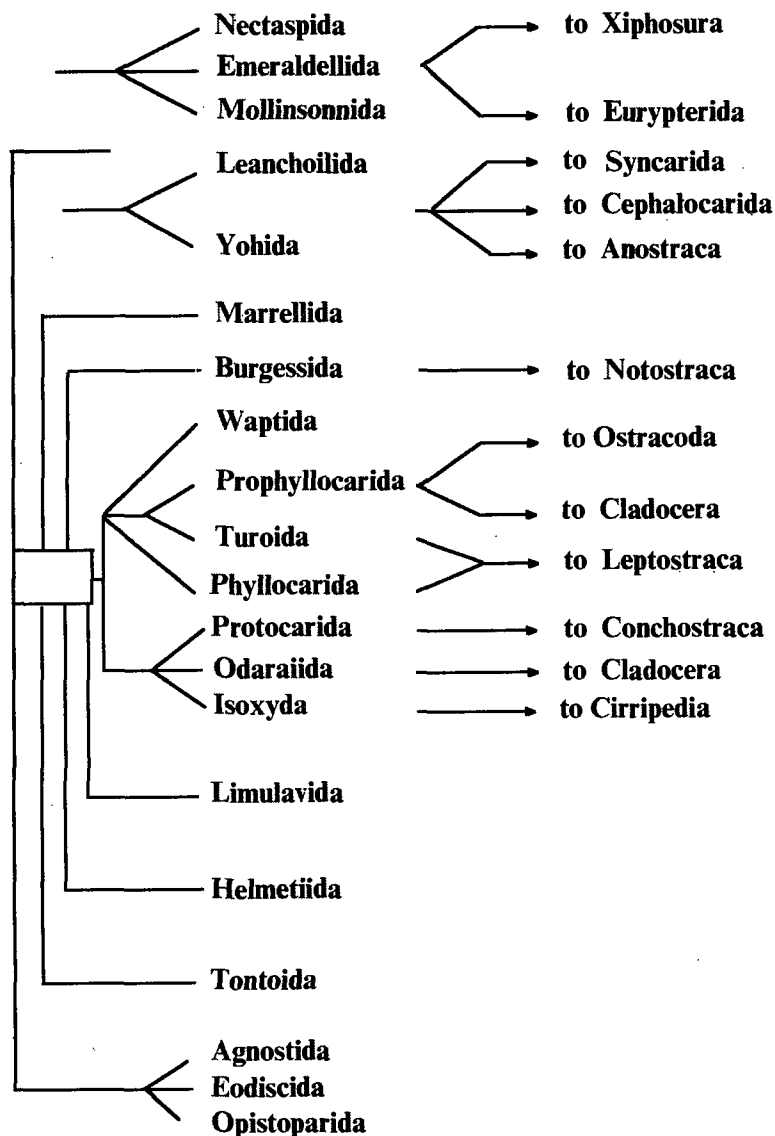 Nectaspida
to Xiphosura
Emeraldellida
Mollinsonnida
to Eurypterida
Leanchoilida
to Syncarida
to Cephalocarida
Yohida
to Anostraca
Marrellida
Burgessida
to Notostraca
Waptida
to Ostracoda
Prophyllocarida
to Cladocera
Turoida
to Leptostraca
Phyllocarida
Protocarida
to Conchostraca
Odaraiida
to Cladocera
Isoxyda
to Cirripedia
Limulavida
Helmetiida
Tontoida
Agnostida
Eodiscida
Opistoparida